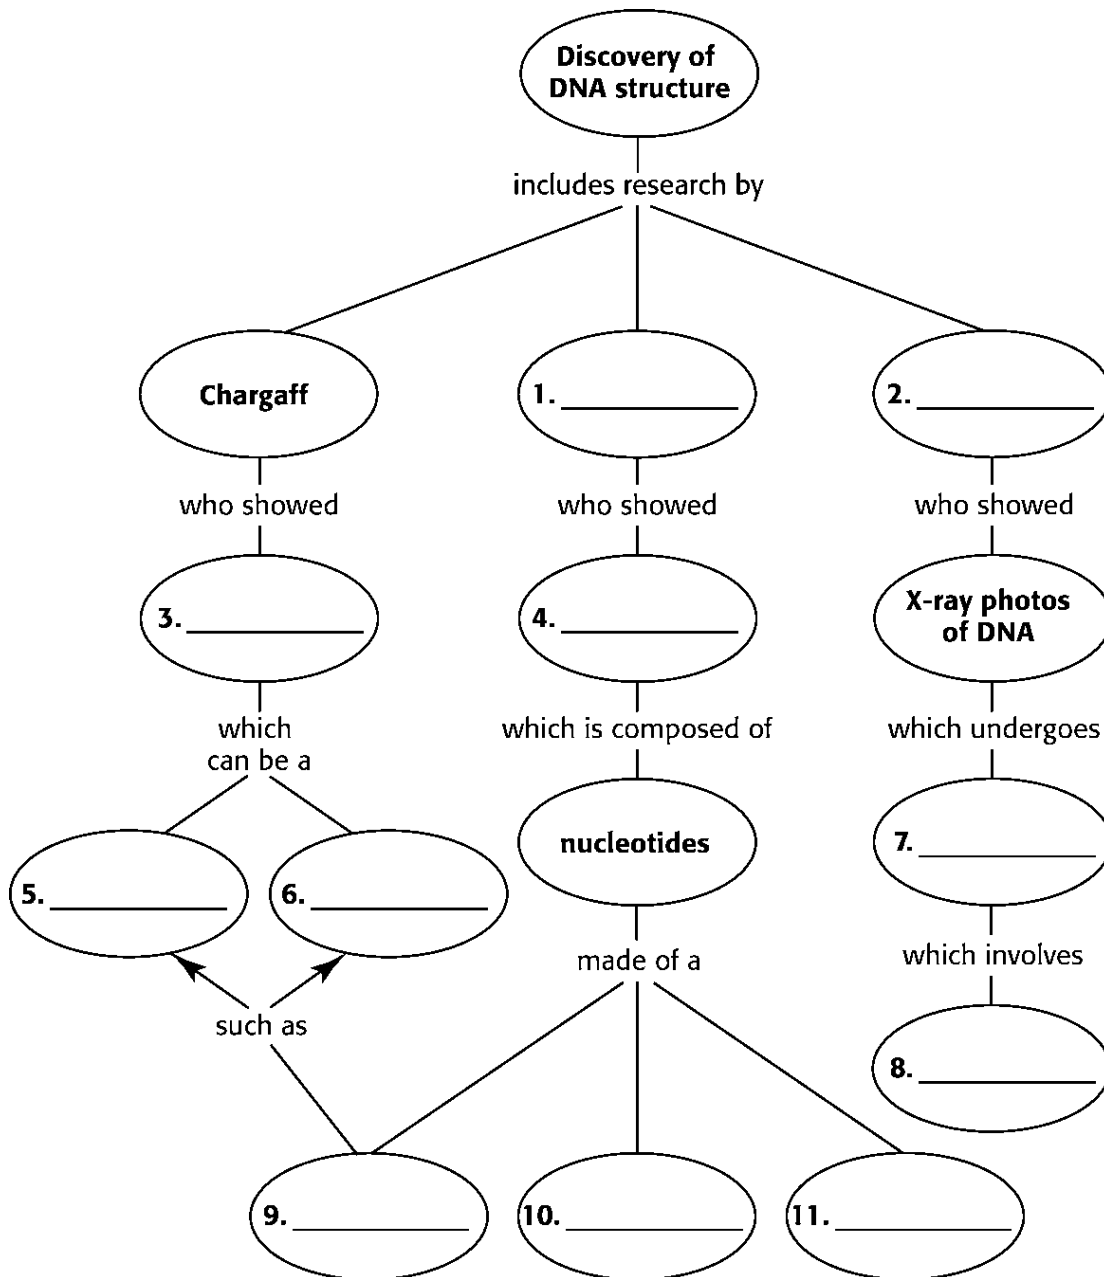 Discovery of
DNA structure
includes research by
Chargaff
1. ____________
2. ____________
who showed
who showed
who showed
3. ____________
4. ____________
X-ray photos
of DNA
which
can be a
which is composed of
which undergoes
5. ____________
6. ____________
nucleotides
7. ____________
such as
made of a
which involves
8. ____________
9. ____________
10. ____________
11. ____________